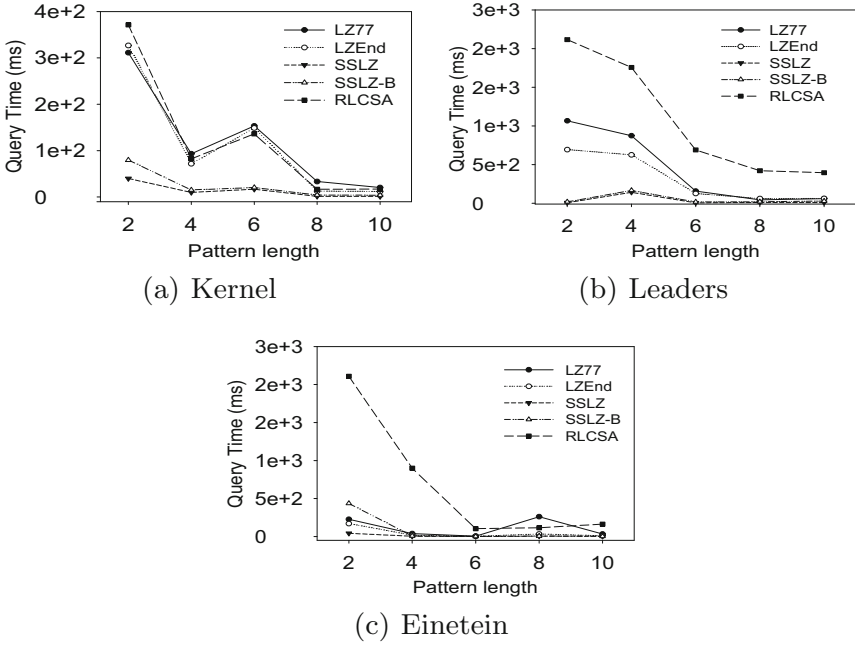 4e+2
3e+2
2e+2
1e+2
0
Query Time (ms)
LZ77
LZEnd
SSLZ
SSLZ-B
RLCSA
2 4 6 8 10
Pattern length
(a) Kernel
3e+3
2e+3
2e+3
1e+3
5e+2
0
Query Time (ms)
LZ77
LZEnd
SSLZ
SSLZ-B
RLCSA
2 4 6 8 10
Pattern length
(b) Leaders
3e+3
2e+3
2e+3
1e+3
5e+2
0
Query Time (ms)
LZ77
LZEnd
SSLZ
SSLZ-B
RLCSA
2 4 6 8 10
Pattern length
(c) Einetein